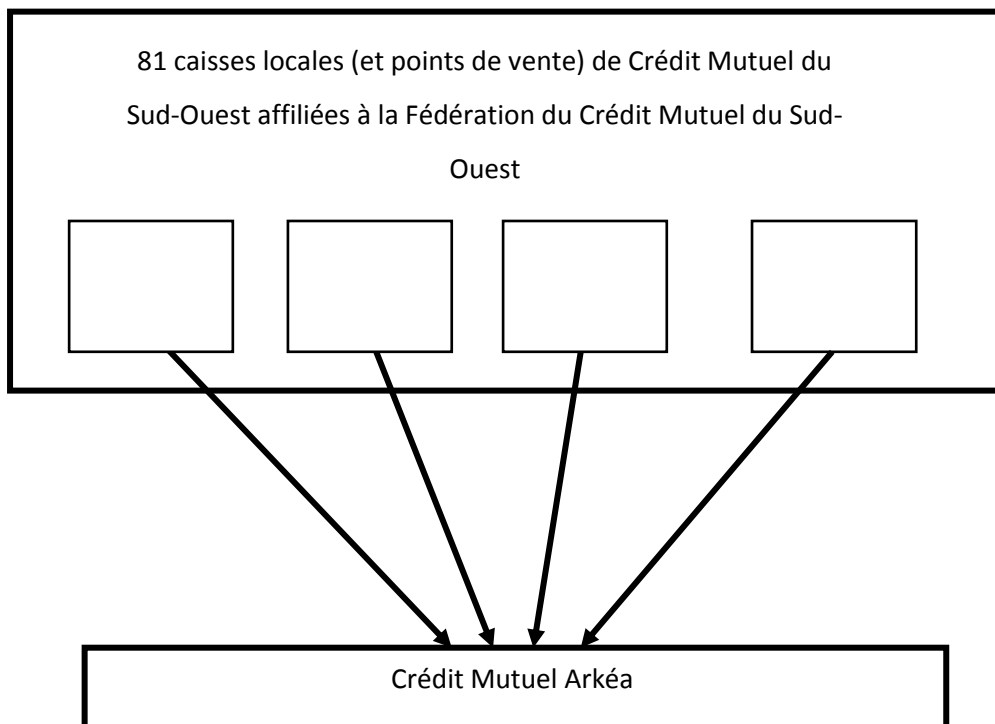 81 caisses locales (et points de vente) de Crédit Mutuel du
Sud-Ouest affiliées à la Fédération du Crédit Mutuel du Sud-
Ouest
Crédit Mutuel Arkéa